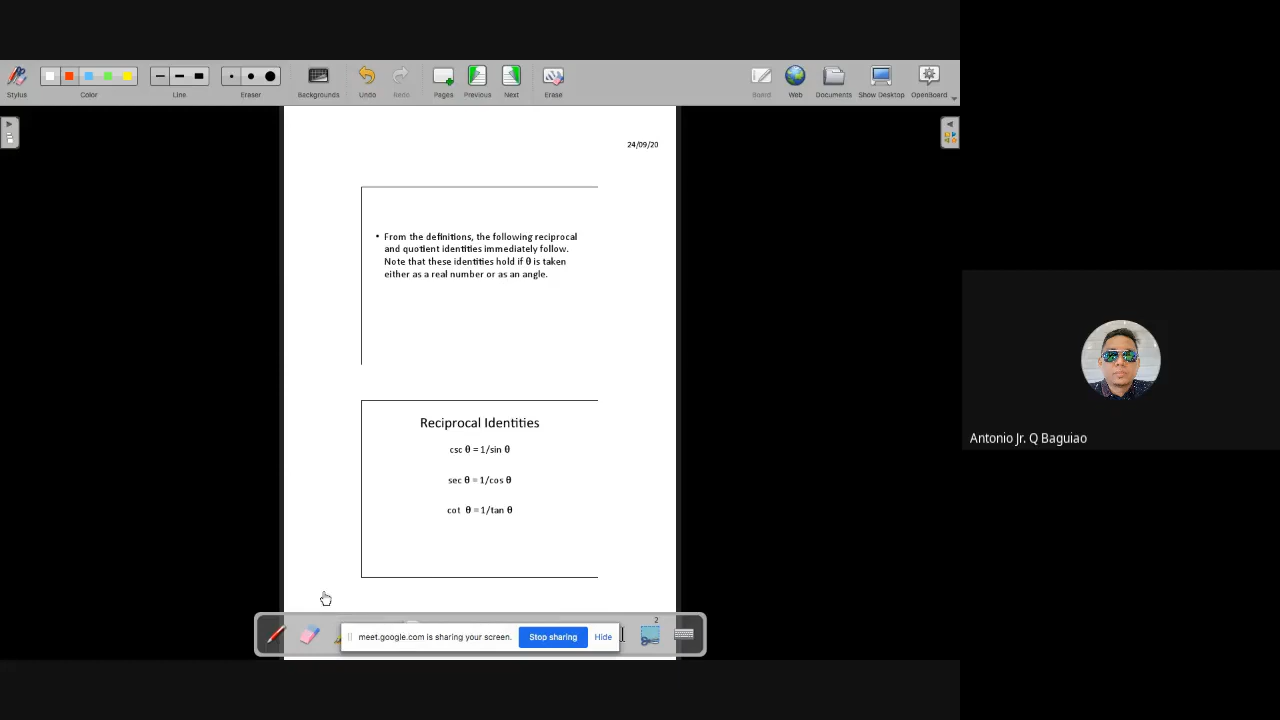 Stylus
Color
Line
Eraser
Backgrounds
Undo
Redo
Pages
Previous
Next
Erase
Board
Web
Documents
Show Desktop
OpenBoard
24/09/20
• From the definitions, the following reciprocal
and quotient identities immediately follow.
Note that these identities hold if θ is taken
either as a real number or as an angle.
Reciprocal Identities
csc θ = 1/sin θ
sec θ = 1/cos θ
cot θ = 1/tan θ
Antonio Jr. Q Baguiao
2
meet.google.com is sharing your screen.
Stop sharing
Hide